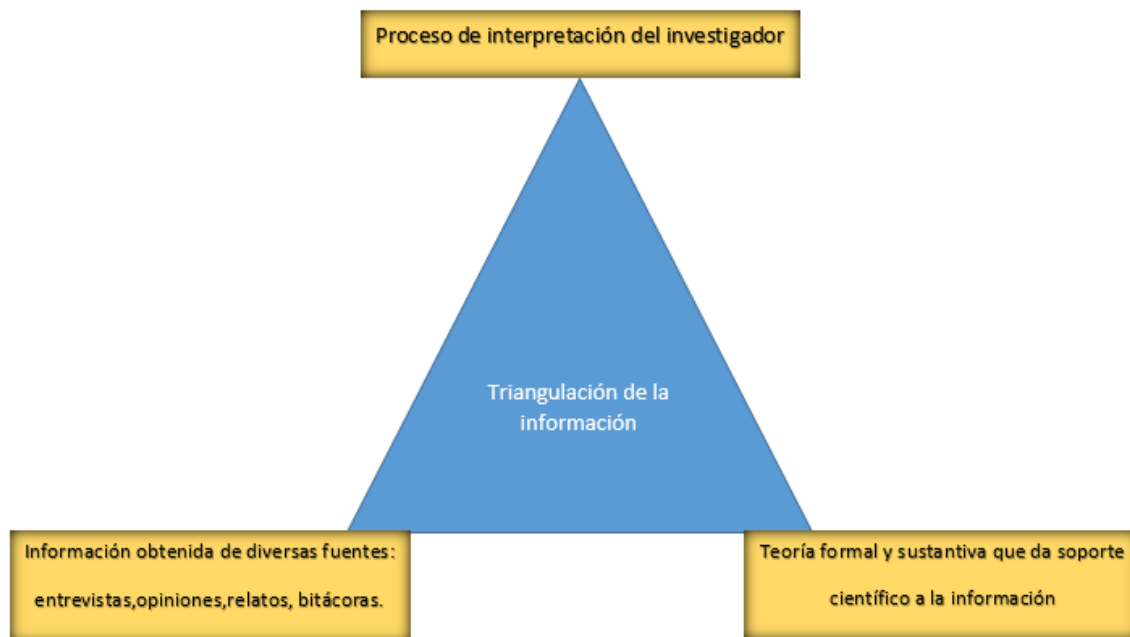 Proceso de interpretación del investigador
Triangulación de la
información
Información obtenida de diversas fuentes:
entrevistas,opiniones,relatos, bitácoras.
Teoría formal y sustantiva que da soporte
científico a la información